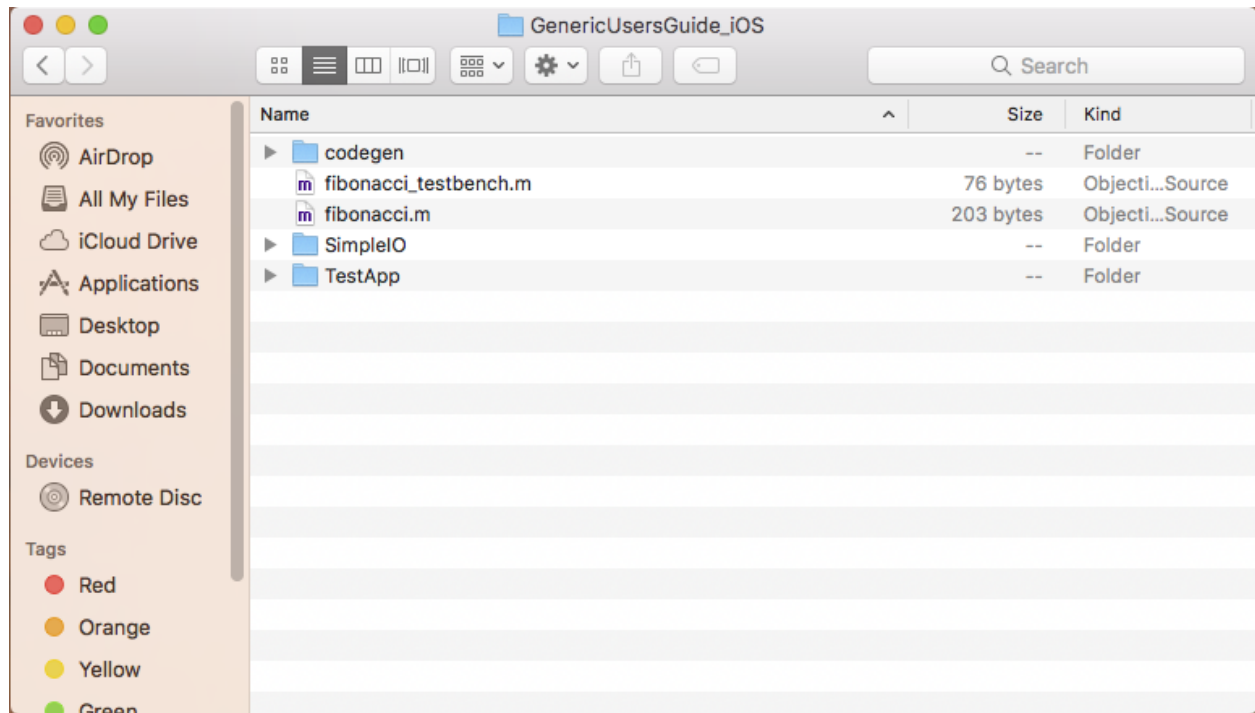 GenericUsersGuide_iOS
Search
Favorites
AirDrop
All My Files
iCloud Drive
Applications
Desktop
Documents
Downloads
Devices
Remote Disc
Tags
Red
Orange
Yellow
Green
Name Size Kind
codegen -- Folder
m fibonacci_testbench.m 76 bytes Objecti...Source
m fibonacci.m 203 bytes Objecti...Source
SimpleIO -- Folder
TestApp -- Folder